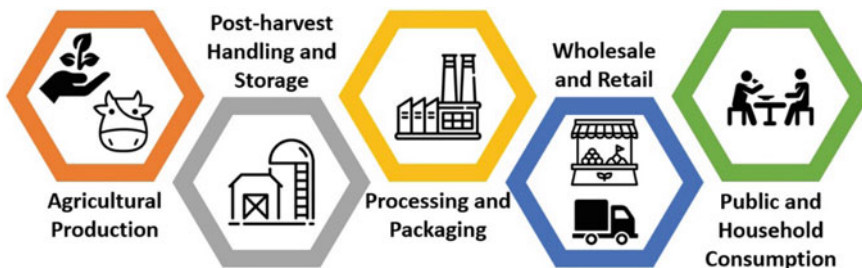 Agricultural
Production
Post-harvest
Handling and
Storage
Processing and
Packaging
Wholesale
and Retail
Public and
Household
Consumption